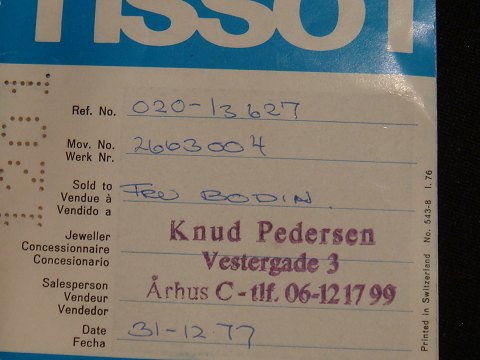 TISSOT
Ref. No. 020-13627
Mov. No. 2663004
Werk Nr.
Sold to FRU BODIN.
Vendue à
Vendido a
Jeweller Knud Pedersen
Concessionnaire Vestergade 3
Concesionario
Salesperson Århus C - tlf. 06-12 17 99
Vendeur
Vendedor
Date 31-12.77
Fecha
Printed in Switzerland No. 543-8 I. 76